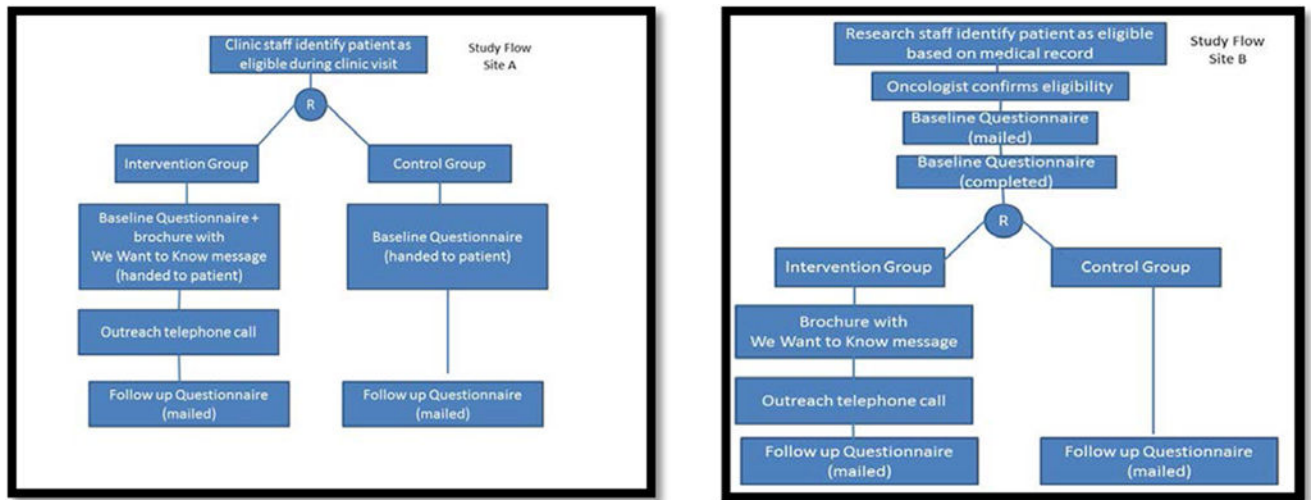 Clinic staff identify patient as
eligible during clinic visit
Study Flow
Site A
R
Intervention Group
Control Group
Baseline Questionnaire +
brochure with
We Want to Know message
(handed to patient)
Baseline Questionnaire
(handed to patient)
Outreach telephone call
Follow up Questionnaire
(mailed)
Follow up Questionnaire
(mailed)
Research staff identify patient as eligible
based on medical record
Study Flow
Site B
Oncologist confirms eligibility
Baseline Questionnaire
(mailed)
Baseline Questionnaire
(completed)
R
Intervention Group
Control Group
Brochure with
We Want to Know message
Outreach telephone call
Follow up Questionnaire
(mailed)
Follow up Questionnaire
(mailed)